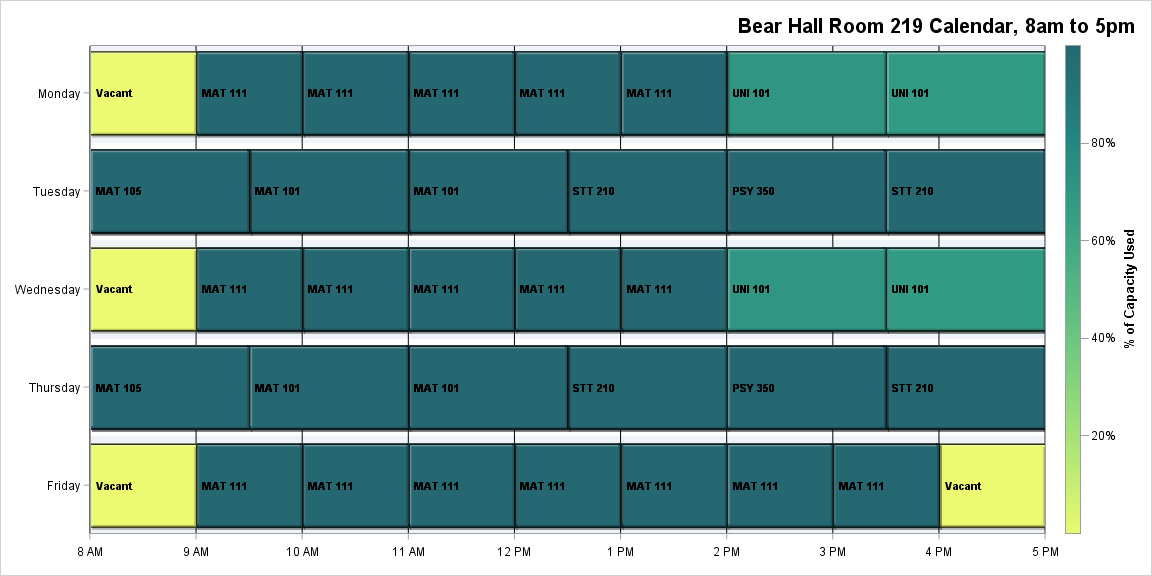 Bear Hall Room 219 Calendar, 8am to 5pm
Monday
Vacant
MAT 111
MAT 111
MAT 111
MAT 111
MAT 111
UNI 101
UNI 101
Tuesday
MAT 105
MAT 101
MAT 101
STT 210
PSY 350
STT 210
Wednesday
Vacant
MAT 111
MAT 111
MAT 111
MAT 111
MAT 111
UNI 101
UNI 101
Thursday
MAT 105
MAT 101
MAT 101
STT 210
PSY 350
STT 210
Friday
Vacant
MAT 111
MAT 111
MAT 111
MAT 111
MAT 111
MAT 111
MAT 111
Vacant
8 AM
9 AM
10 AM
11 AM
12 PM
1 PM
2 PM
3 PM
4 PM
5 PM
80%
60%
40%
20%
% of Capacity Used